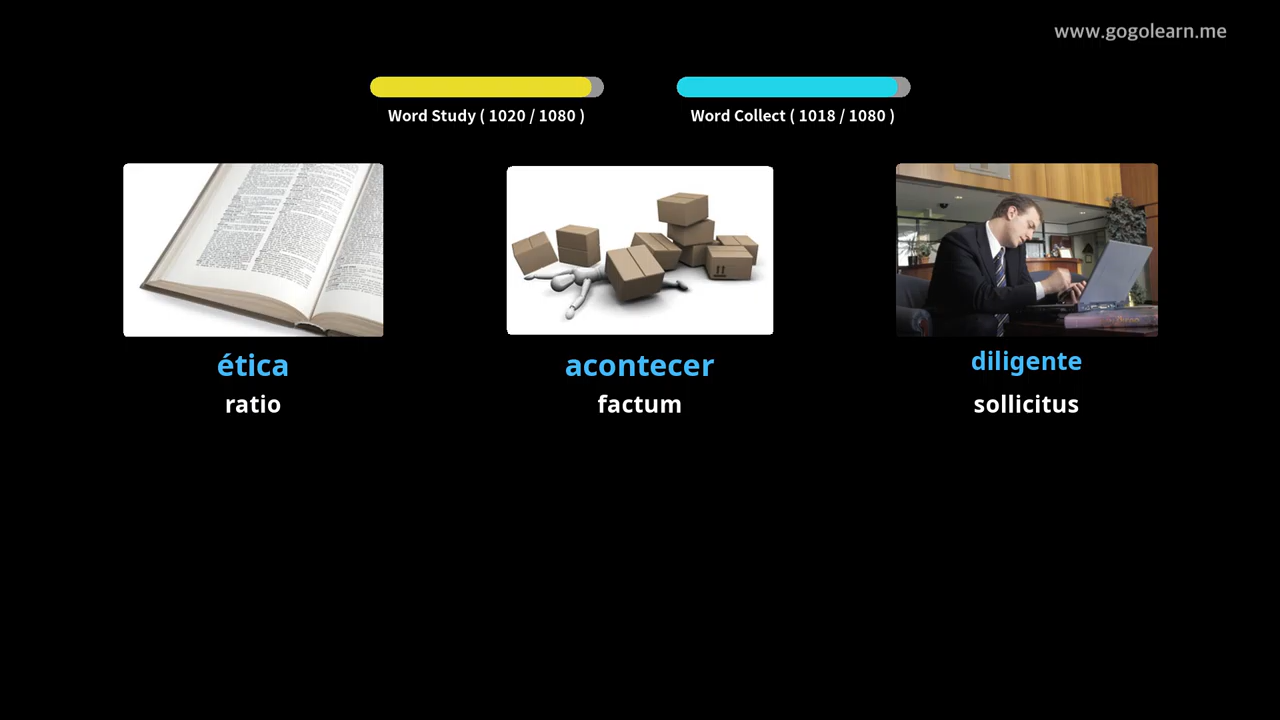 www.gogolearn.me
Word Study ( 1020 / 1080 )
Word Collect ( 1018 / 1080 )
ética
acontecer
diligente
ratio
factum
sollicitus